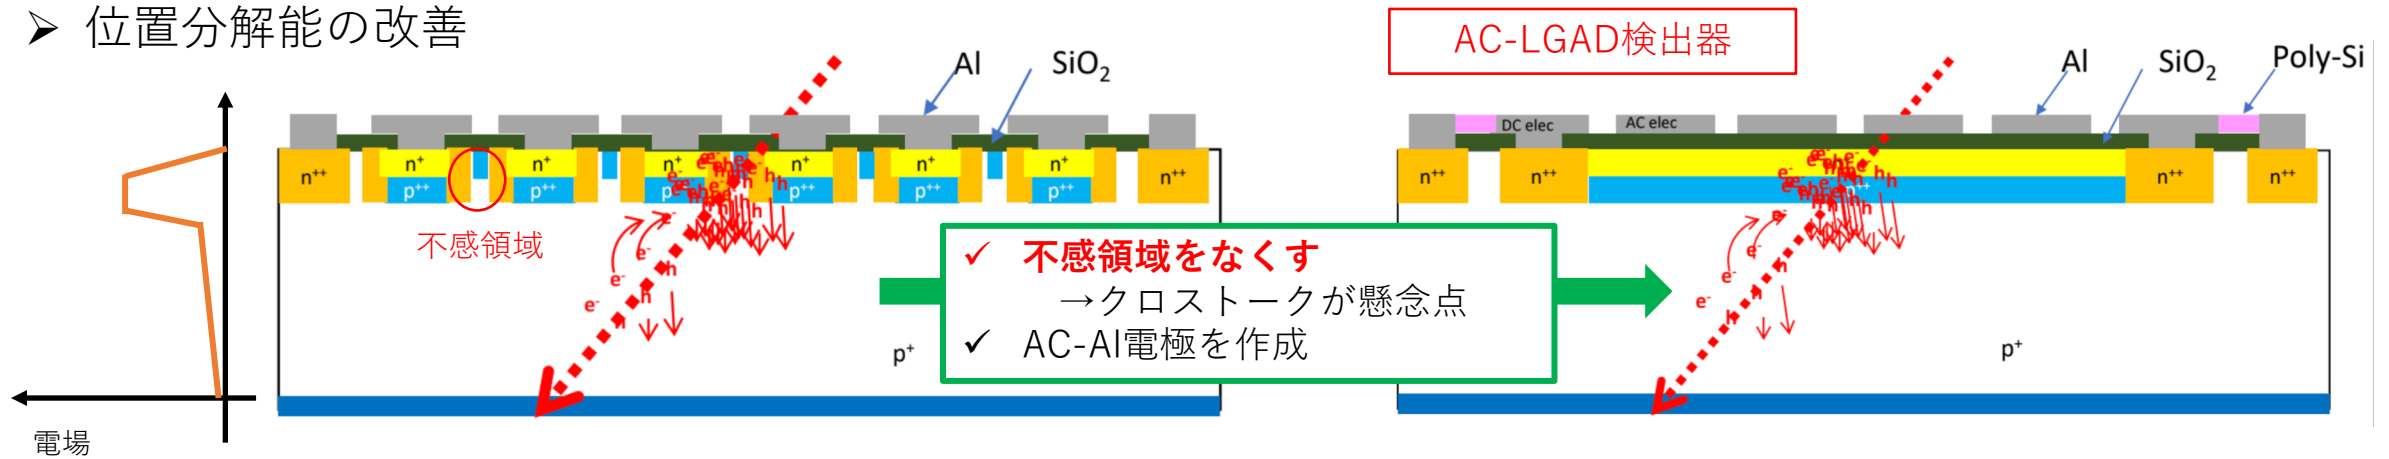 ➢ 位置分解能の改善
AC-LGAD検出器
Al
SiO₂
Al
SiO₂
Poly-Si
DC elec
AC elec
n⁺⁺
n⁺
n⁺
n⁺
n⁺
n⁺
n⁺
n⁺⁺
p⁺⁺
p⁺⁺
p⁺⁺
p⁺⁺
p⁺⁺
n⁺⁺
n⁺⁺
n⁺⁺
n⁺⁺
不感領域
e⁻
e⁻
e⁻
h
h
h
e⁻
e⁻
e⁻
h
h
✓ 不感領域をなくす
→クロストークが懸念点
✓ AC-Al電極を作成
p⁺
p⁺
電場